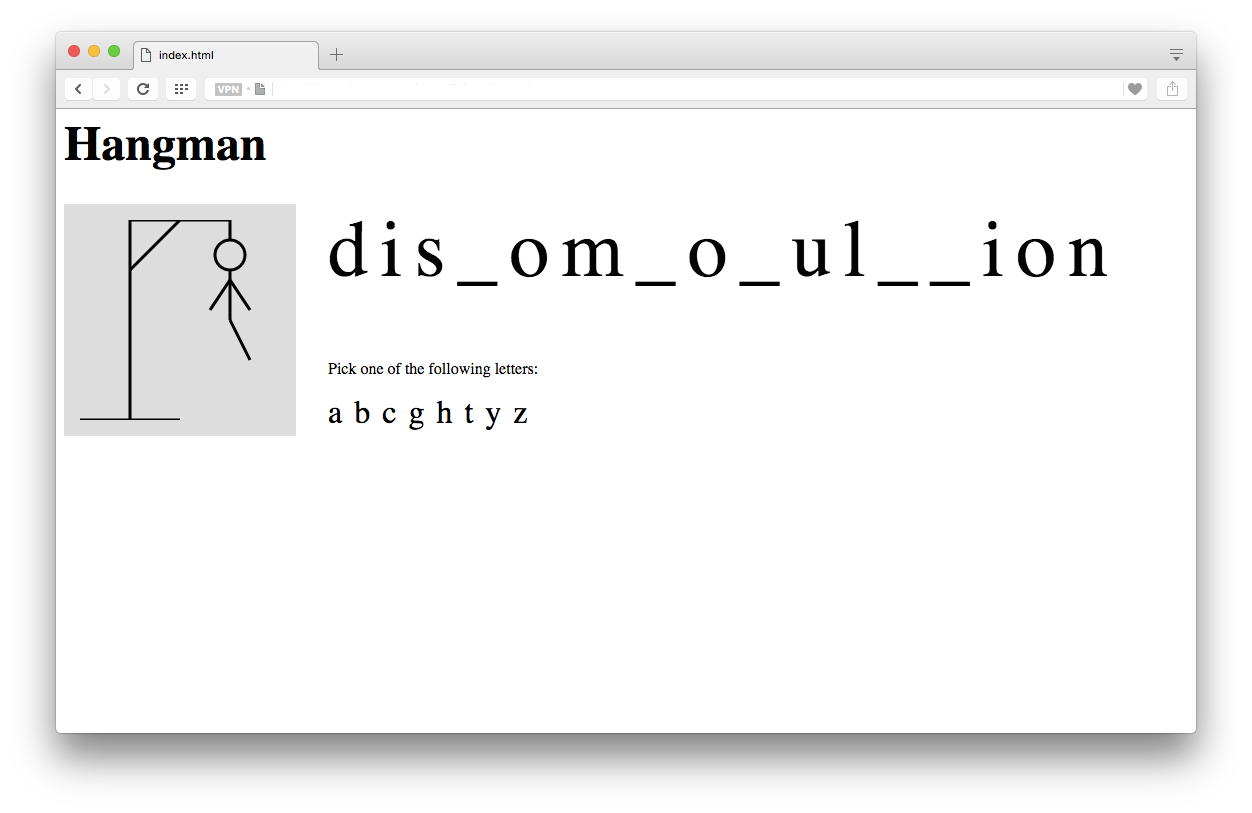 index.html
VPN
Hangman
d i s _ o m _ o _ u l _ _ i o n
Pick one of the following letters:
a b c g h t y z